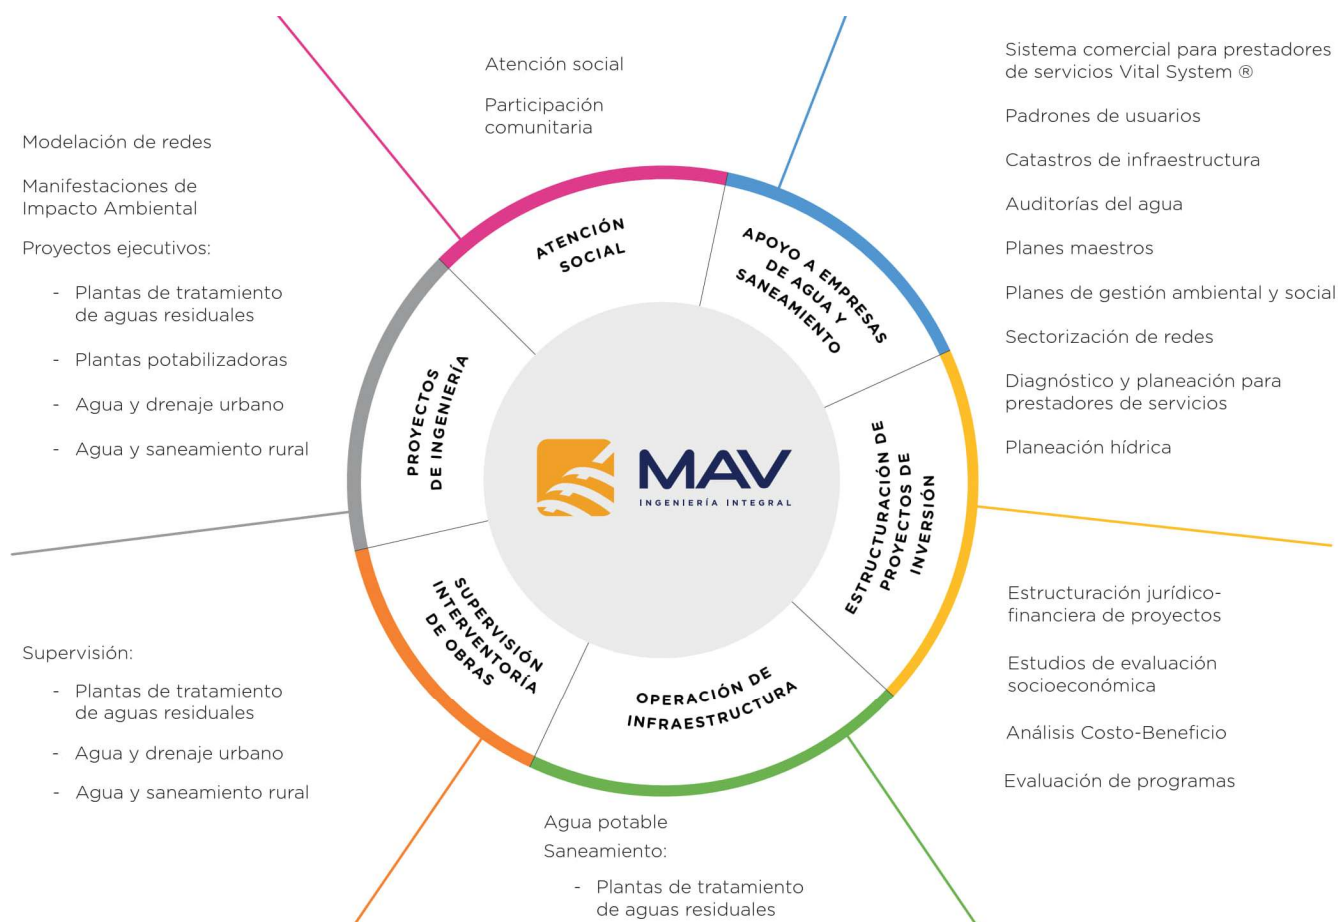 Atención social
Participación
comunitaria
Sistema comercial para prestadores
de servicios Vital System ®
Padrones de usuarios
Catastros de infraestructura
Auditorías del agua
Planes maestros
Planes de gestión ambiental y social
Sectorización de redes
Diagnóstico y planeación para
prestadores de servicios
Planeación hídrica
Modelación de redes
Manifestaciones de
Impacto Ambiental
Proyectos ejecutivos:
- Plantas de tratamiento
de aguas residuales
- Plantas potabilizadoras
- Agua y drenaje urbano
- Agua y saneamiento rural
ATENCIÓN
SOCIAL
APOYO A EMPRESAS
DE AGUA Y
SANEAMIENTO
PROYECTOS
DE INGENIERÍA
MAV
INGENIERÍA INTEGRAL
ESTRUCTURACIÓN DE
PROYECTOS DE
INVERSIÓN
SUPERVISIÓN
INTERVENTORÍA
DE OBRAS
OPERACIÓN DE
INFRAESTRUCTURA
Estructuración jurídico-
financiera de proyectos
Estudios de evaluación
socioeconómica
Análisis Costo-Beneficio
Evaluación de programas
Supervisión:
- Plantas de tratamiento
de aguas residuales
- Agua y drenaje urbano
- Agua y saneamiento rural
Agua potable
Saneamiento:
- Plantas de tratamiento
de aguas residuales